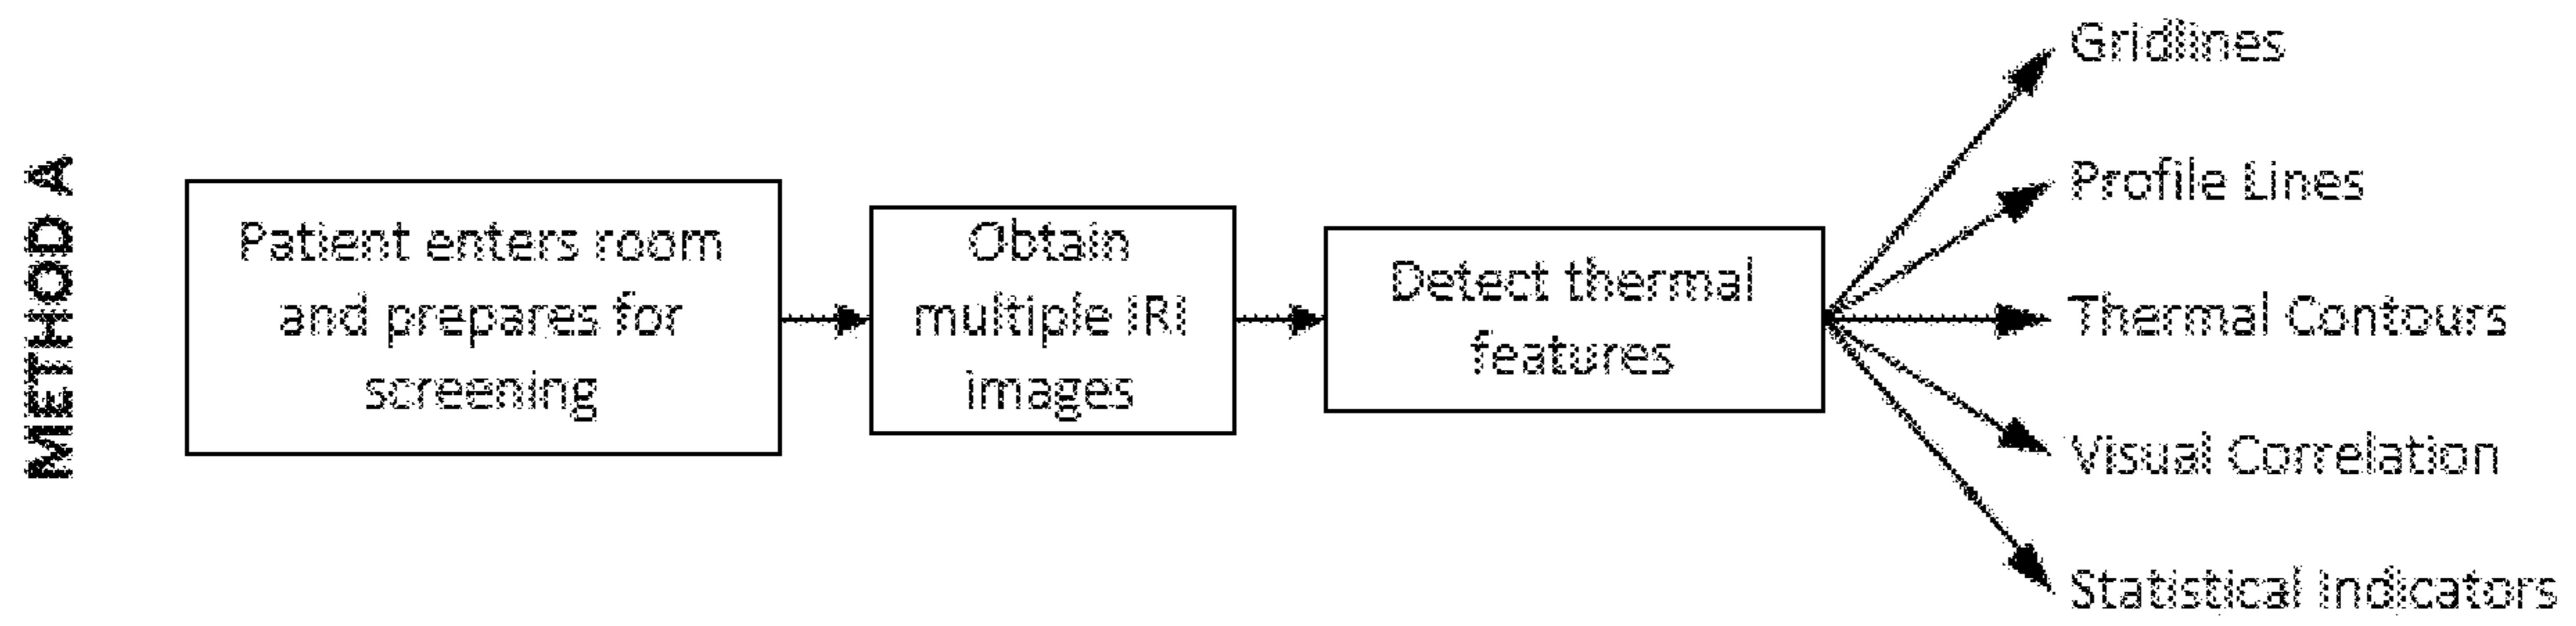 METHOD A
Patient enters room
and prepares for
screening
Obtain
multiple IRI
images
Detect thermal
features
Gridlines
Profile Lines
Thermal Contours
Visual Correlation
Statistical Indicators